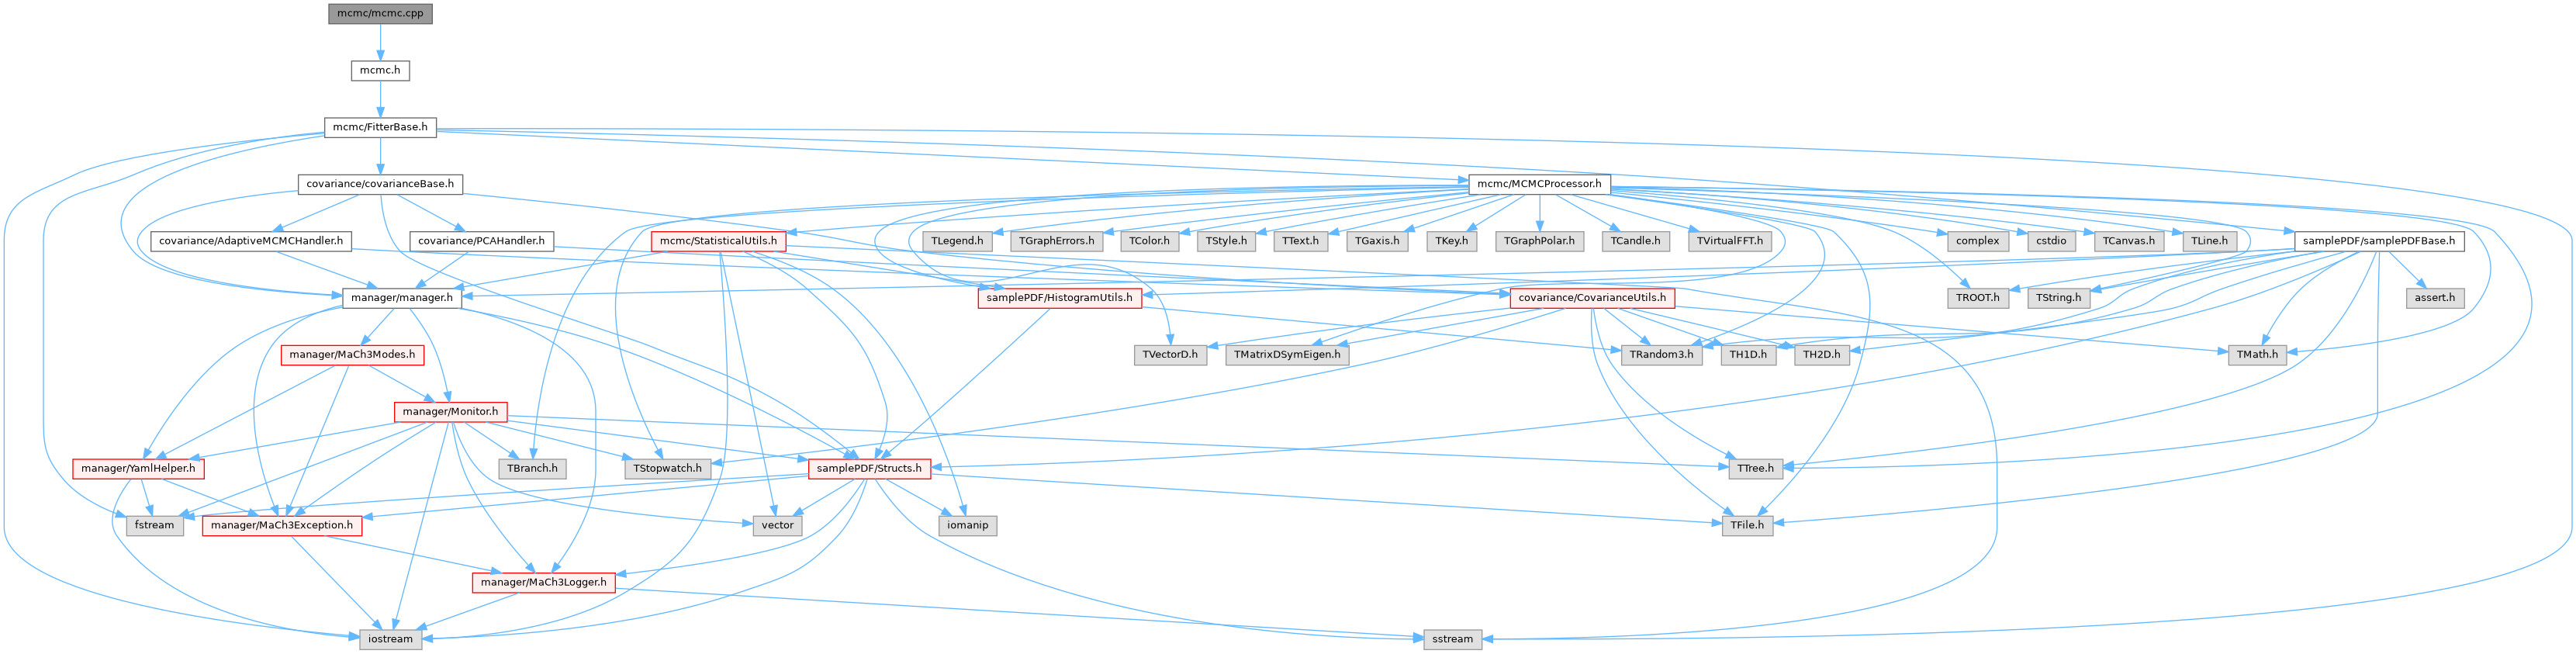 mcmc/mcmc.cpp
mcmc.h
mcmc/FitterBase.h
covariance/covarianceBase.h
mcmc/MCMCProcessor.h
covariance/AdaptiveMCMCHandler.h
covariance/PCAHandler.h
mcmc/StatisticalUtils.h
TLegend.h
TGraphErrors.h
TColor.h
TStyle.h
TText.h
TGaxis.h
TKey.h
TGraphPolar.h
TCandle.h
TVirtualFFT.h
complex
cstdio
TCanvas.h
TLine.h
samplePDF/samplePDFBase.h
manager/manager.h
samplePDF/HistogramUtils.h
covariance/CovarianceUtils.h
TROOT.h
TString.h
assert.h
manager/MaCh3Modes.h
TVectorD.h
TMatrixDSymEigen.h
TRandom3.h
TH1D.h
TH2D.h
TMath.h
manager/Monitor.h
manager/YamlHelper.h
TBranch.h
TStopwatch.h
samplePDF/Structs.h
TTree.h
fstream
manager/MaCh3Exception.h
vector
iomanip
TFile.h
manager/MaCh3Logger.h
iostream
sstream